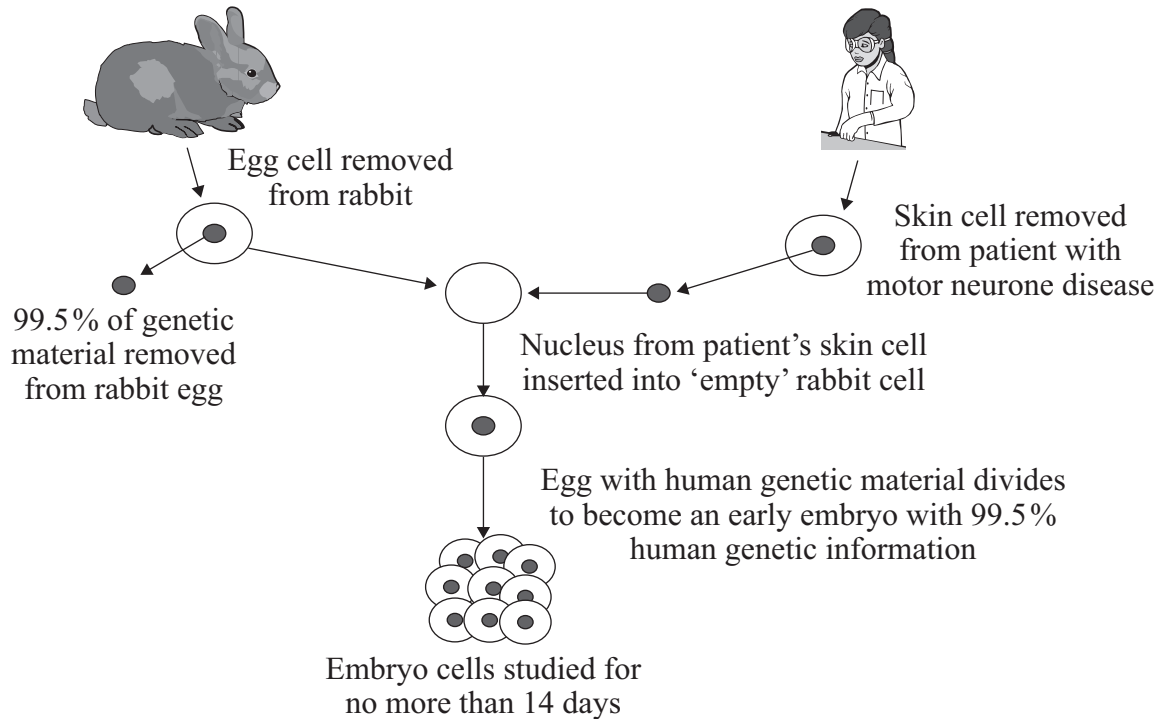 Egg cell removed
from rabbit
Skin cell removed
from patient with
motor neurone disease
99.5% of genetic
material removed
from rabbit egg
Nucleus from patient’s skin cell
inserted into ‘empty’ rabbit cell
Egg with human genetic material divides
to become an early embryo with 99.5%
human genetic information
Embryo cells studied for
no more than 14 days